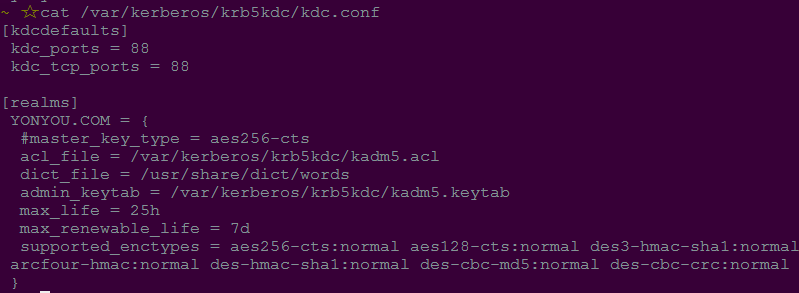 ~ ☆cat /var/kerberos/krb5kdc/kdc.conf
[kdcdefaults]
kdc_ports = 88
kdc_tcp_ports = 88
[realms]
YONYOU.COM = {
#master_key_type = aes256-cts
acl_file = /var/kerberos/krb5kdc/kadm5.acl
dict_file = /usr/share/dict/words
admin_keytab = /var/kerberos/krb5kdc/kadm5.keytab
max_life = 25h
max_renewable_life = 7d
supported_enctypes = aes256-cts:normal aes128-cts:normal des3-hmac-sha1:normal
arcfour-hmac:normal des-hmac-sha1:normal des-cbc-md5:normal des-cbc-crc:normal
}